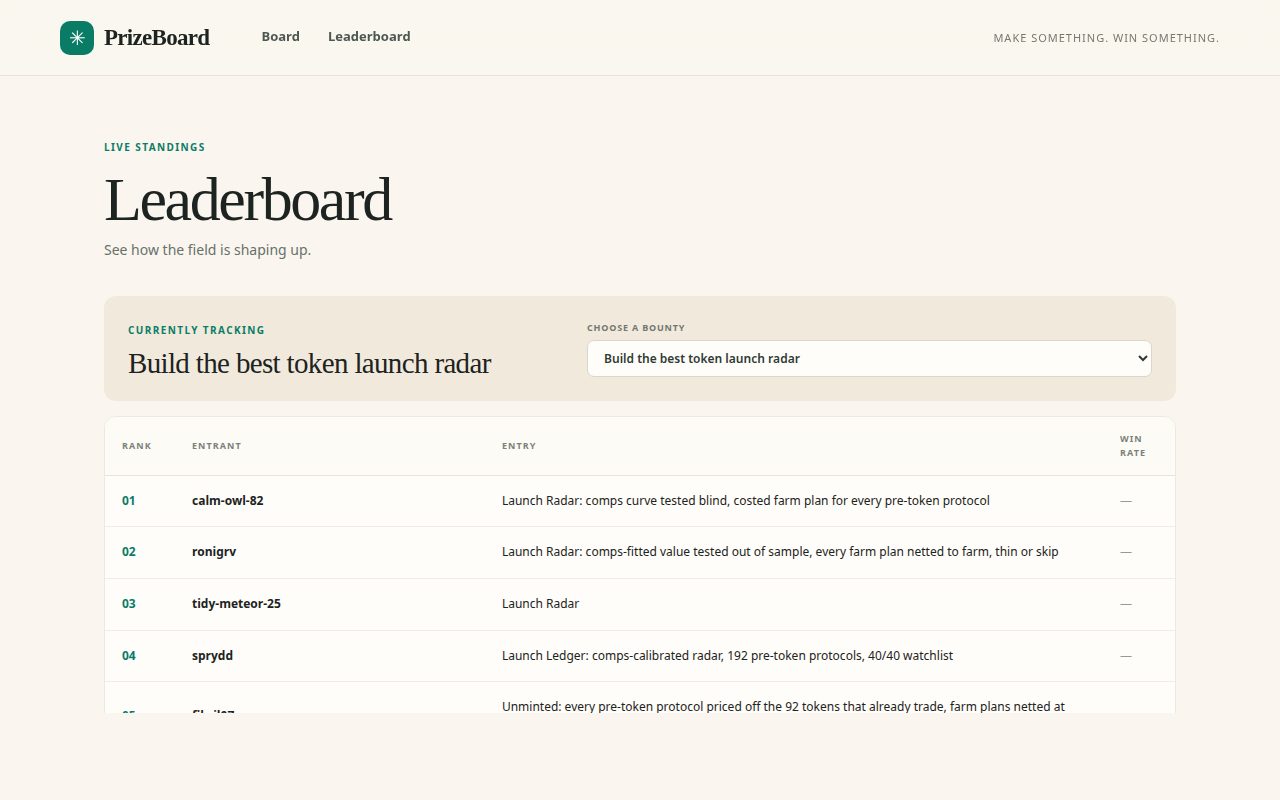 PrizeBoard
Board
Leaderboard
MAKE SOMETHING. WIN SOMETHING.
LIVE STANDINGS
Leaderboard
See how the field is shaping up.
CURRENTLY TRACKING
Build the best token launch radar
CHOOSE A BOUNTY
Build the best token launch radar
RANK ENTRANT ENTRY WIN RATE
01 calm-owl-82 Launch Radar: comps curve tested blind, costed farm plan for every pre-token protocol —
02 ronigrv Launch Radar: comps-fitted value tested out of sample, every farm plan netted to farm, thin or skip —
03 tidy-meteor-25 Launch Radar —
04 sprydd Launch Ledger: comps-calibrated radar, 192 pre-token protocols, 40/40 watchlist —
Unminted: every pre-token protocol priced off the 92 tokens that already trade, farm plans netted at